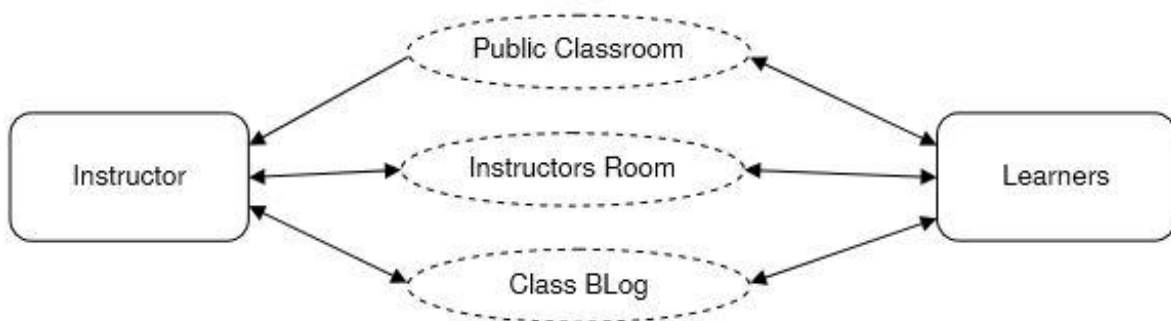 Public Classroom
Instructor
Instructors Room
Learners
Class BLog